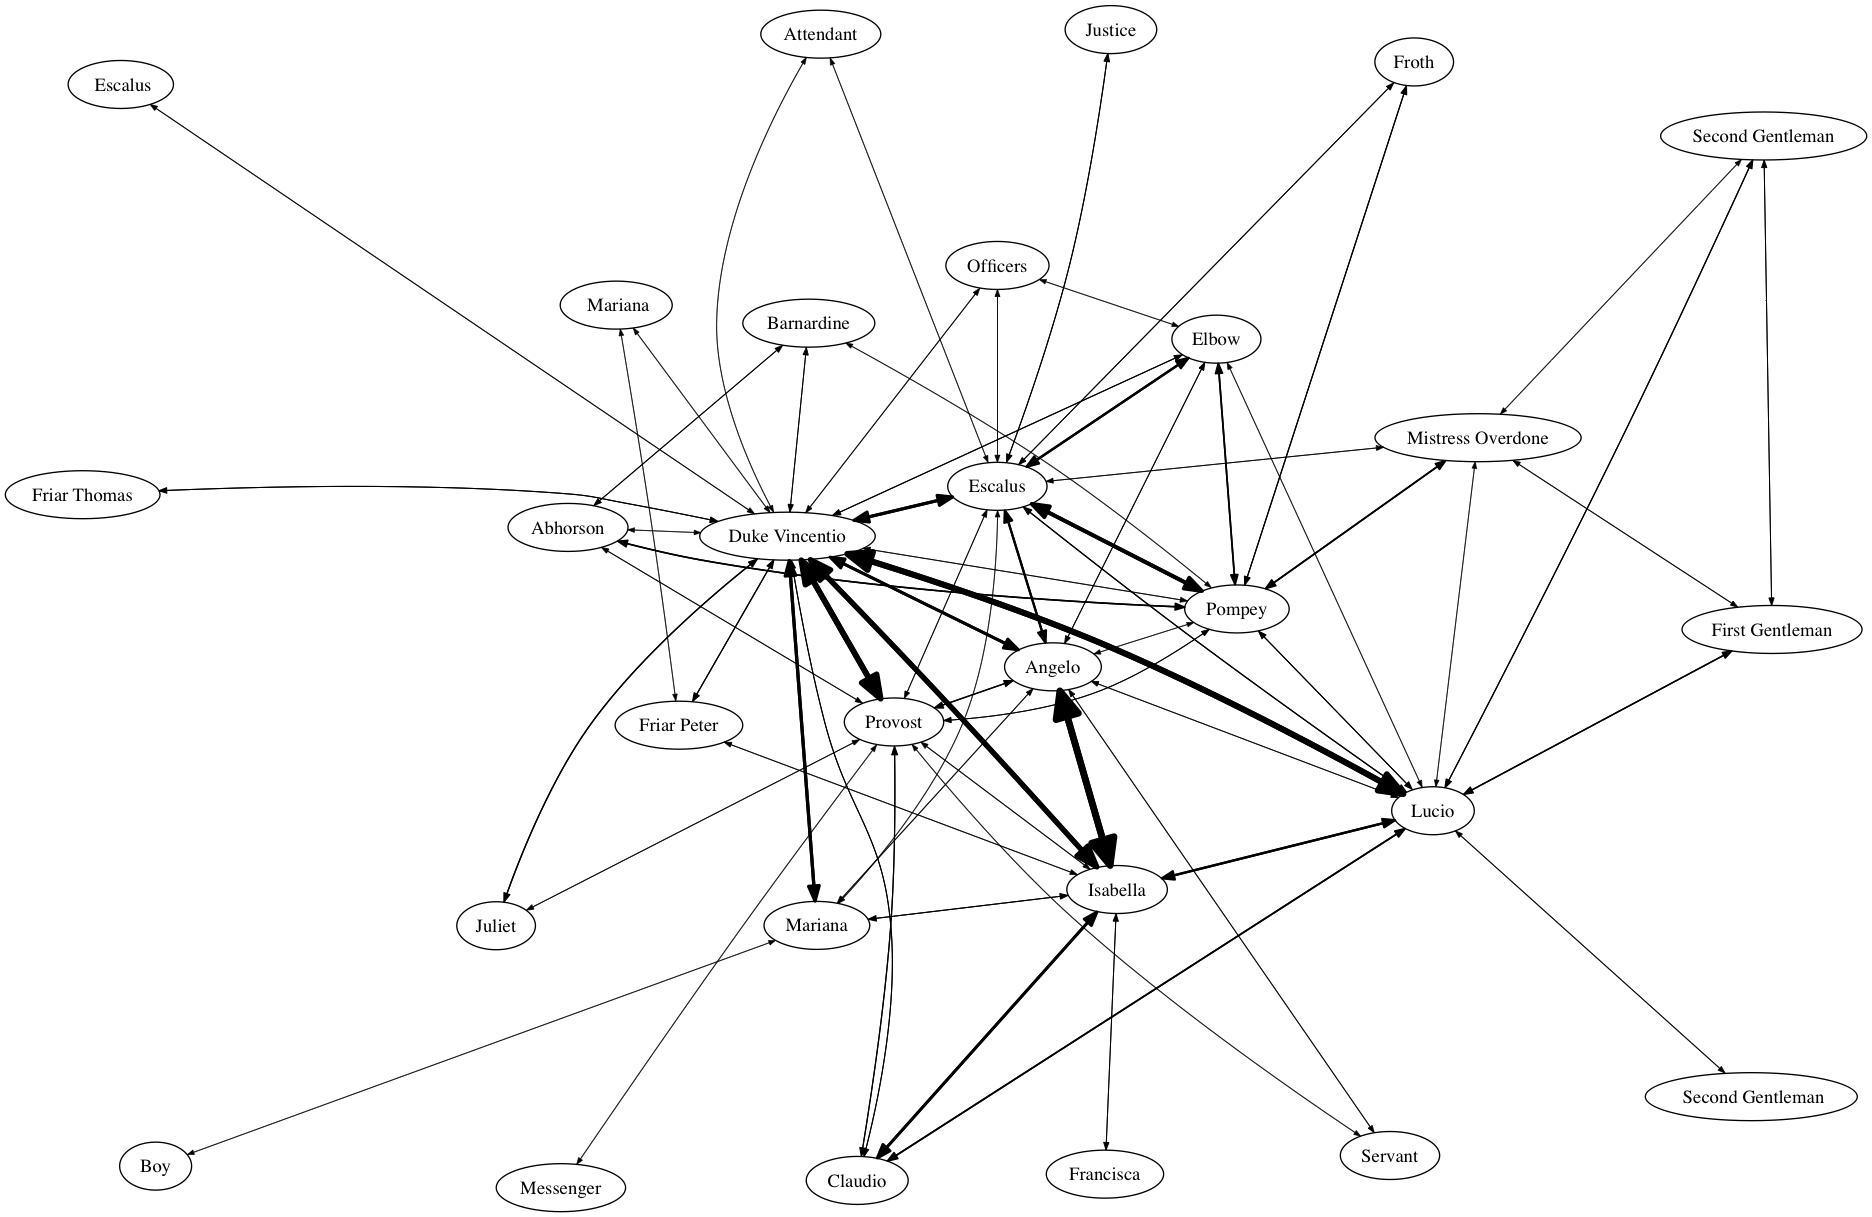 Attendant
Justice
Froth
Escalus
Second Gentleman
Officers
Mariana
Barnardine
Elbow
Mistress Overdone
Friar Thomas
Escalus
Abhorson
Duke Vincentio
Pompey
First Gentleman
Angelo
Friar Peter
Provost
Lucio
Isabella
Juliet
Mariana
Second Gentleman
Boy
Messenger
Claudio
Francisca
Servant